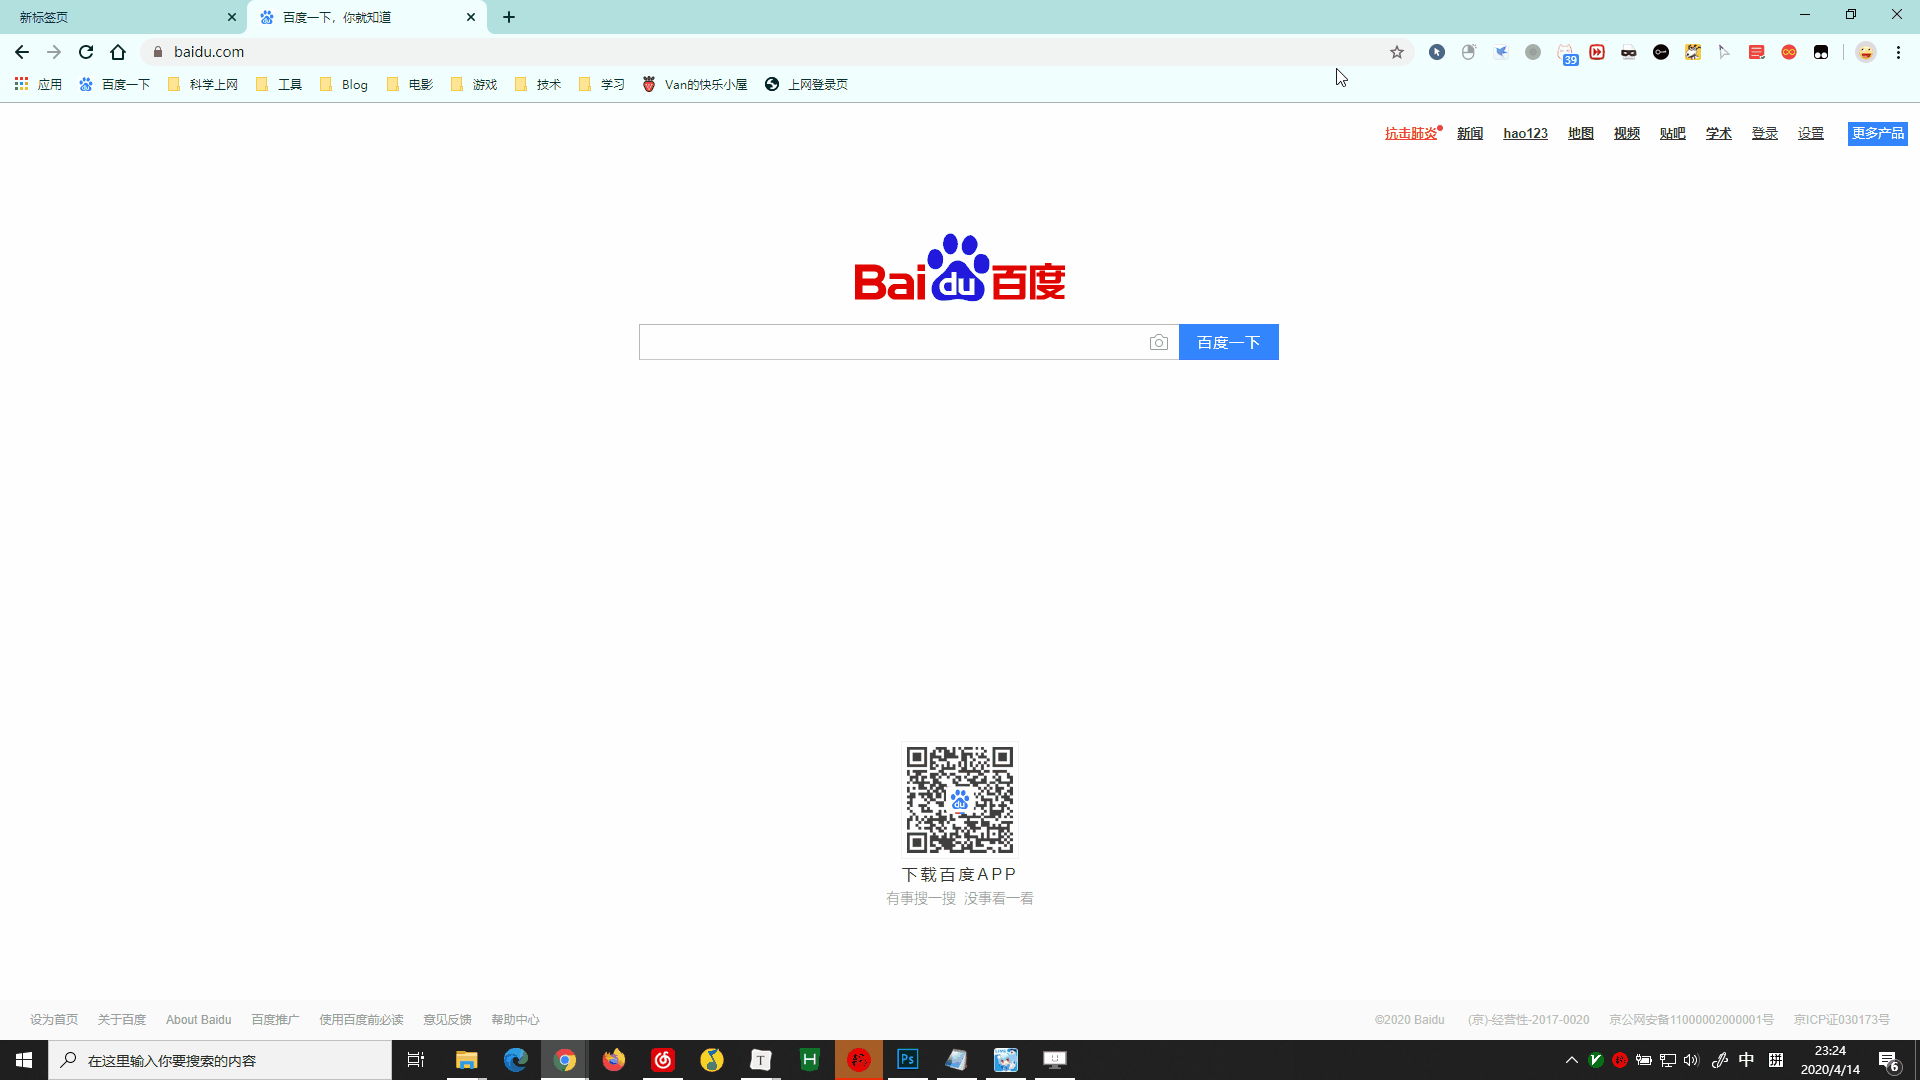 新标签页
百度一下，你就知道
baidu.com
39
应用 百度一下 科学上网 工具 Blog 电影 游戏 技术 学习 Van的快乐小屋 上网登录页
抗击肺炎 新闻 hao123 地图 视频 贴吧 学术 登录 设置 更多产品
Bai du 百度
百度一下
du
下载百度APP
有事搜一搜 没事看一看
设为首页 关于百度 About Baidu 百度推广 使用百度前必读 意见反馈 帮助中心
©2020 Baidu (京)-经营性-2017-0020 京公网安备11000002000001号 京ICP证030173号
在这里输入你要搜索的内容
T H Ps
中 拼
23:24
2020/4/14
6